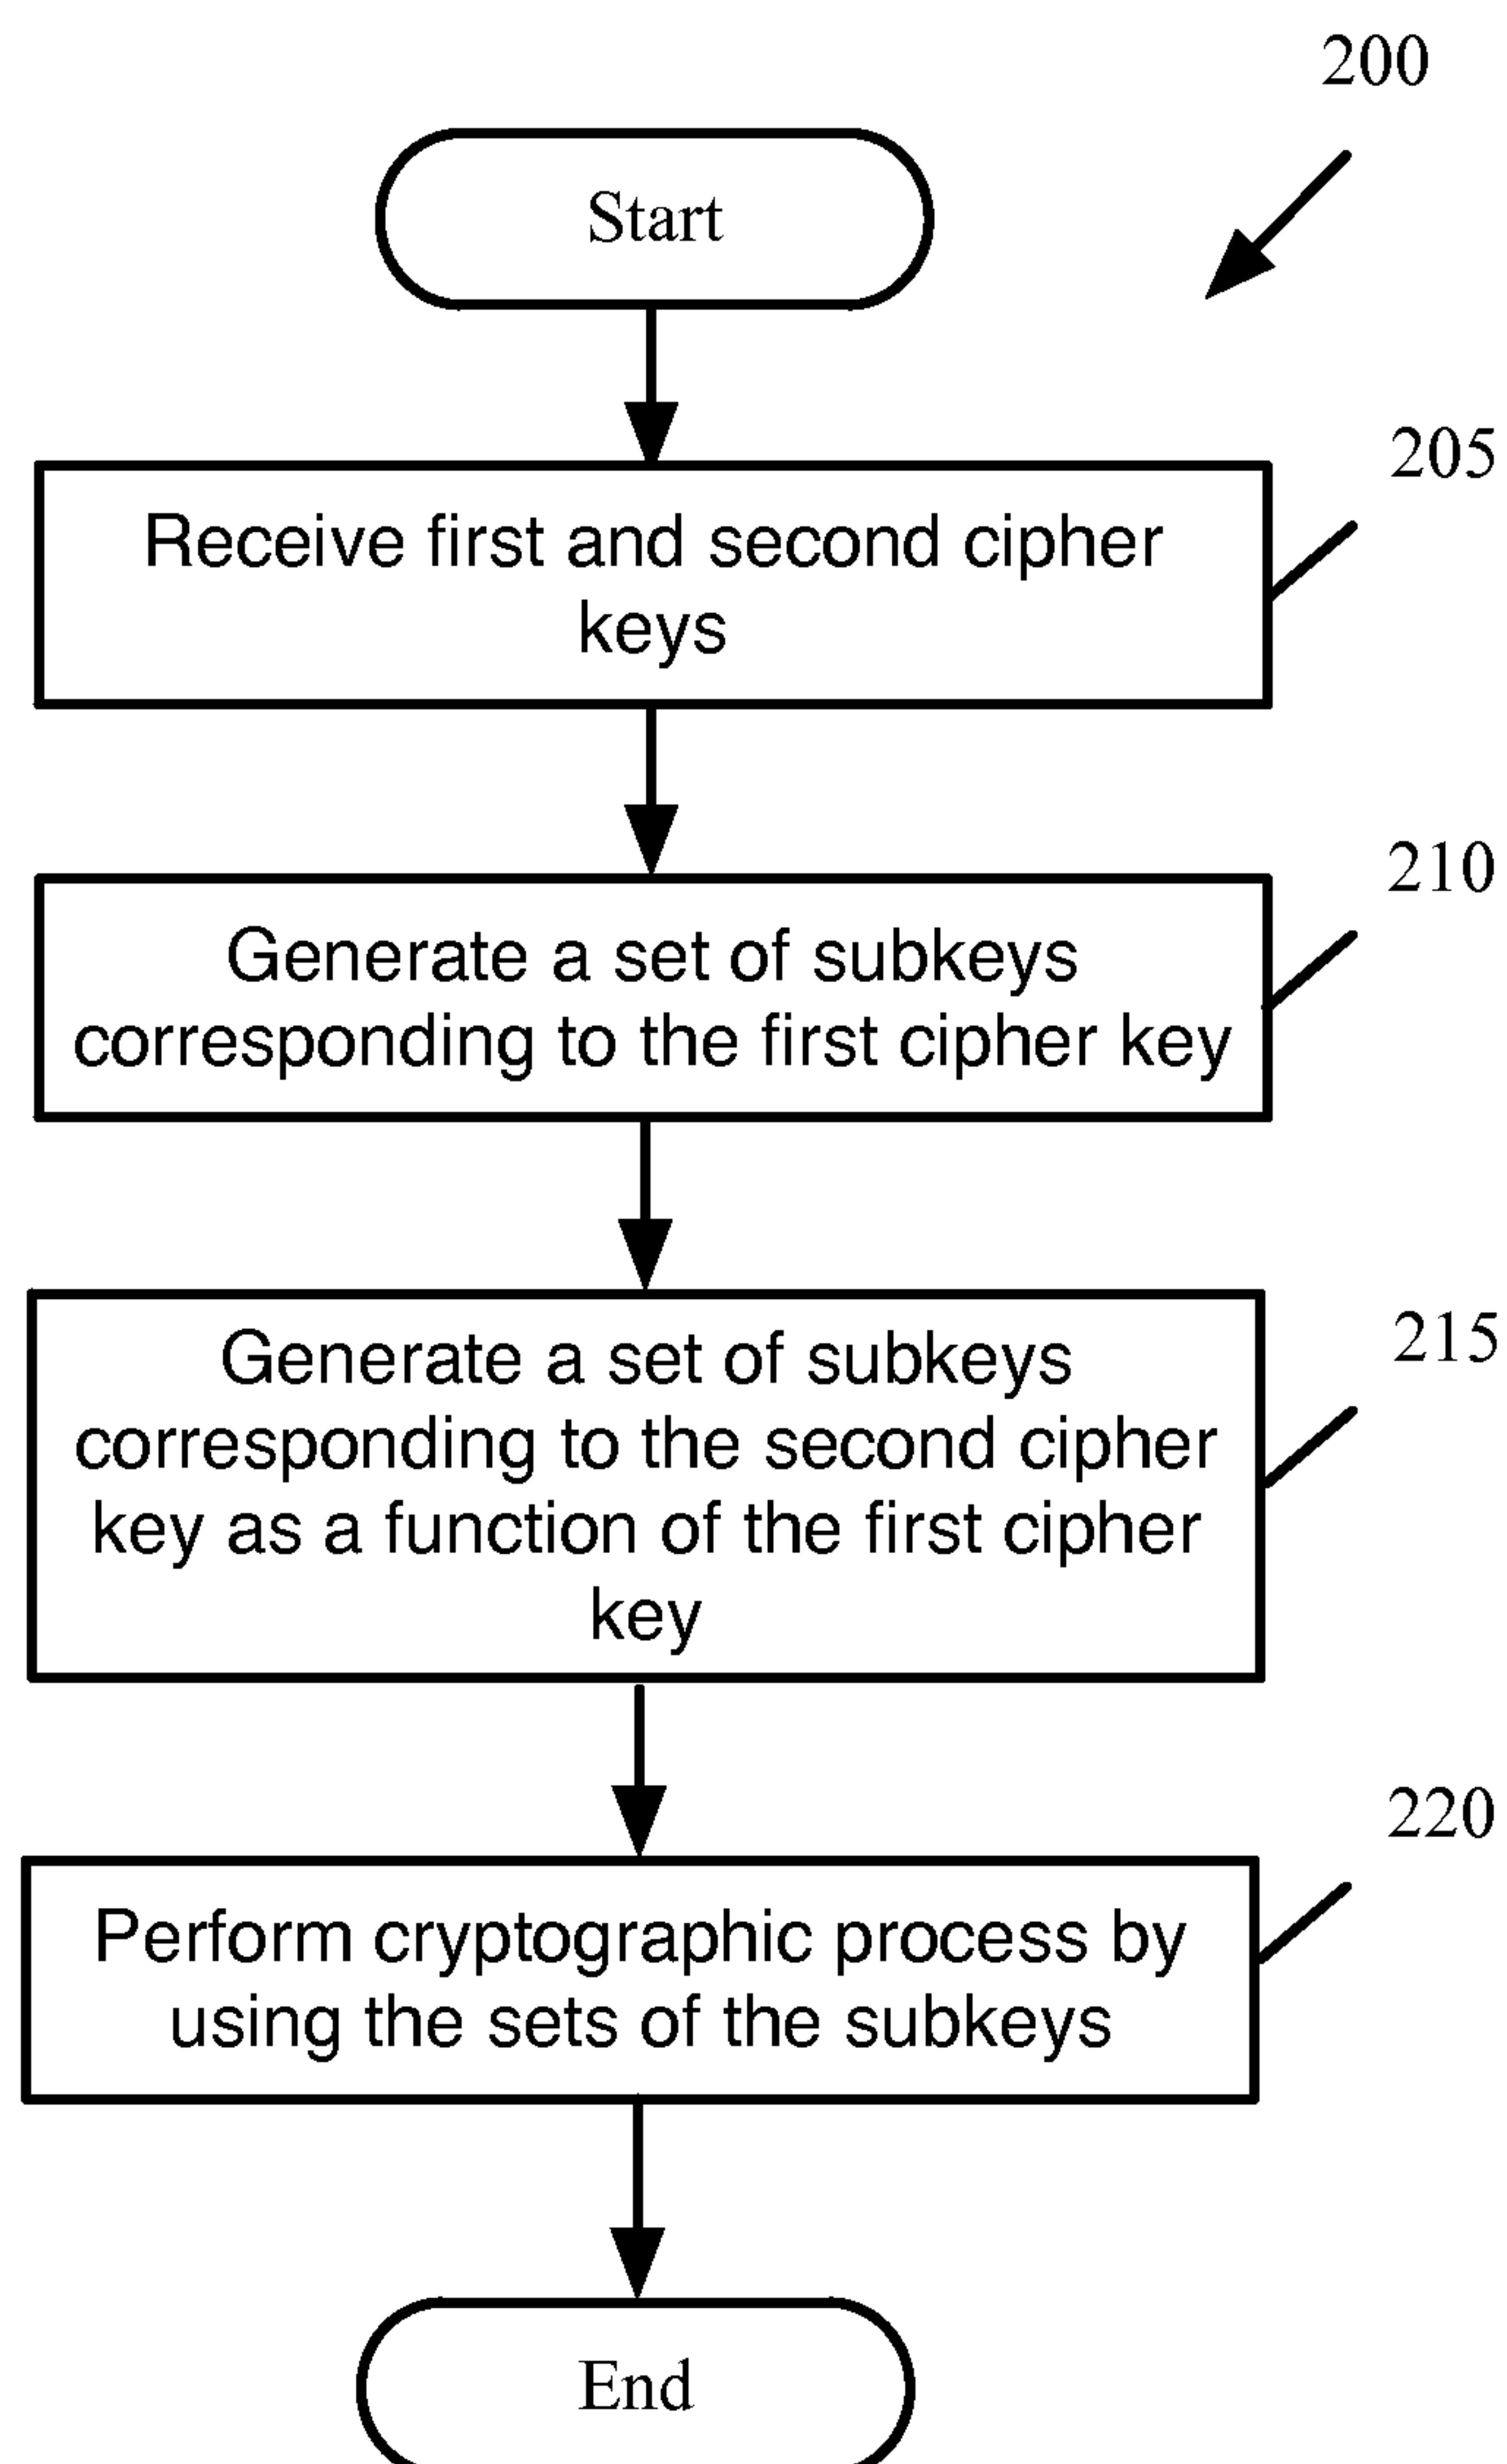 200
Start
205
Receive first and second cipher
keys
210
Generate a set of subkeys
corresponding to the first cipher key
215
Generate a set of subkeys
corresponding to the second cipher
key as a function of the first cipher
key
220
Perform cryptographic process by
using the sets of the subkeys
End